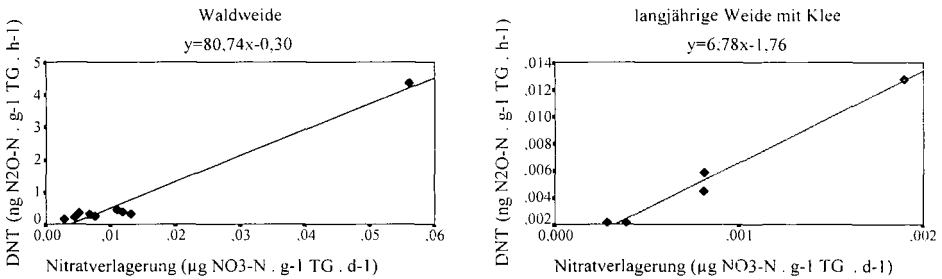 Waldweide
y=80,74x-0,30
DNT (ng N2O-N . g-1 TG . h-1)
5
4
3
2
1
0
0.00
,01
,02
,03
,04
,05
,06
Nitratverlagerung (µg NO3-N . g-1 TG . d-1)
langjährige Weide mit Klee
y=6,78x-1,76
DNT (ng N2O-N . g-1 TG . h-1)
,014
,012
,010
,008
,006
,004
,002
0.000
,001
,002
Nitratverlagerung (µg NO3-N . g-1 TG . d-1)